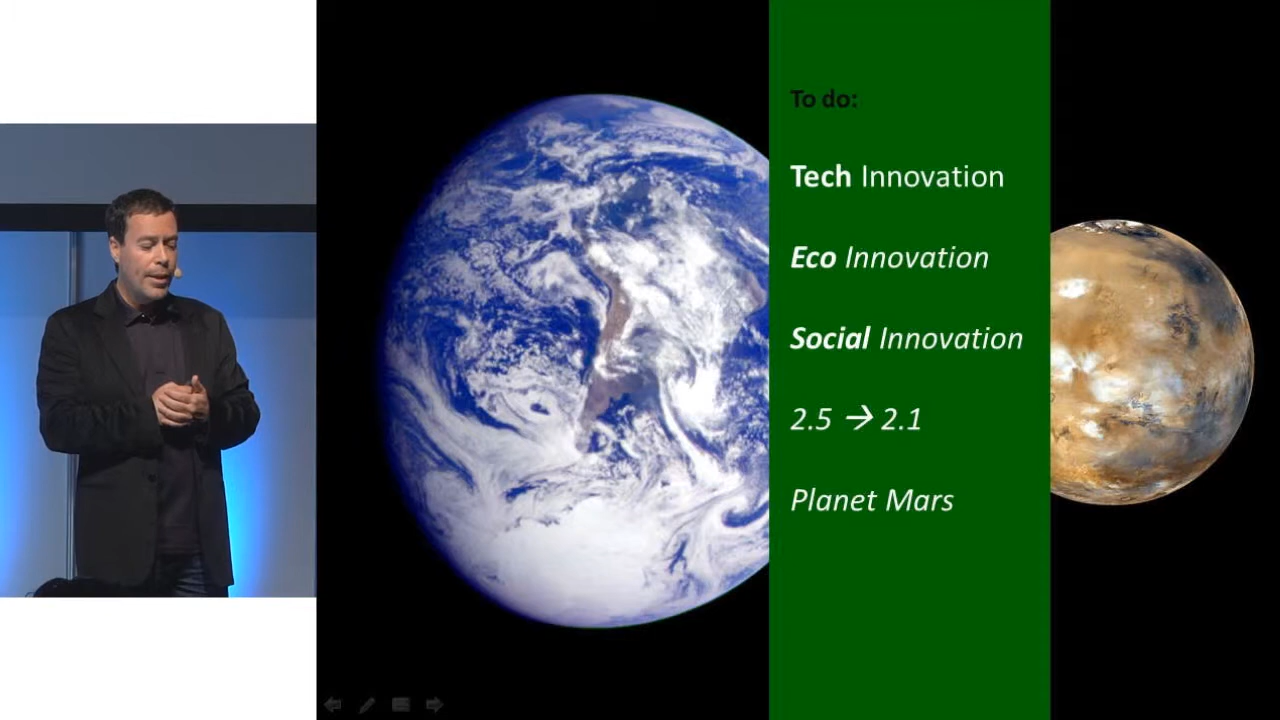 To do:
Tech Innovation
Eco Innovation
Social Innovation
2.5 → 2.1
Planet Mars